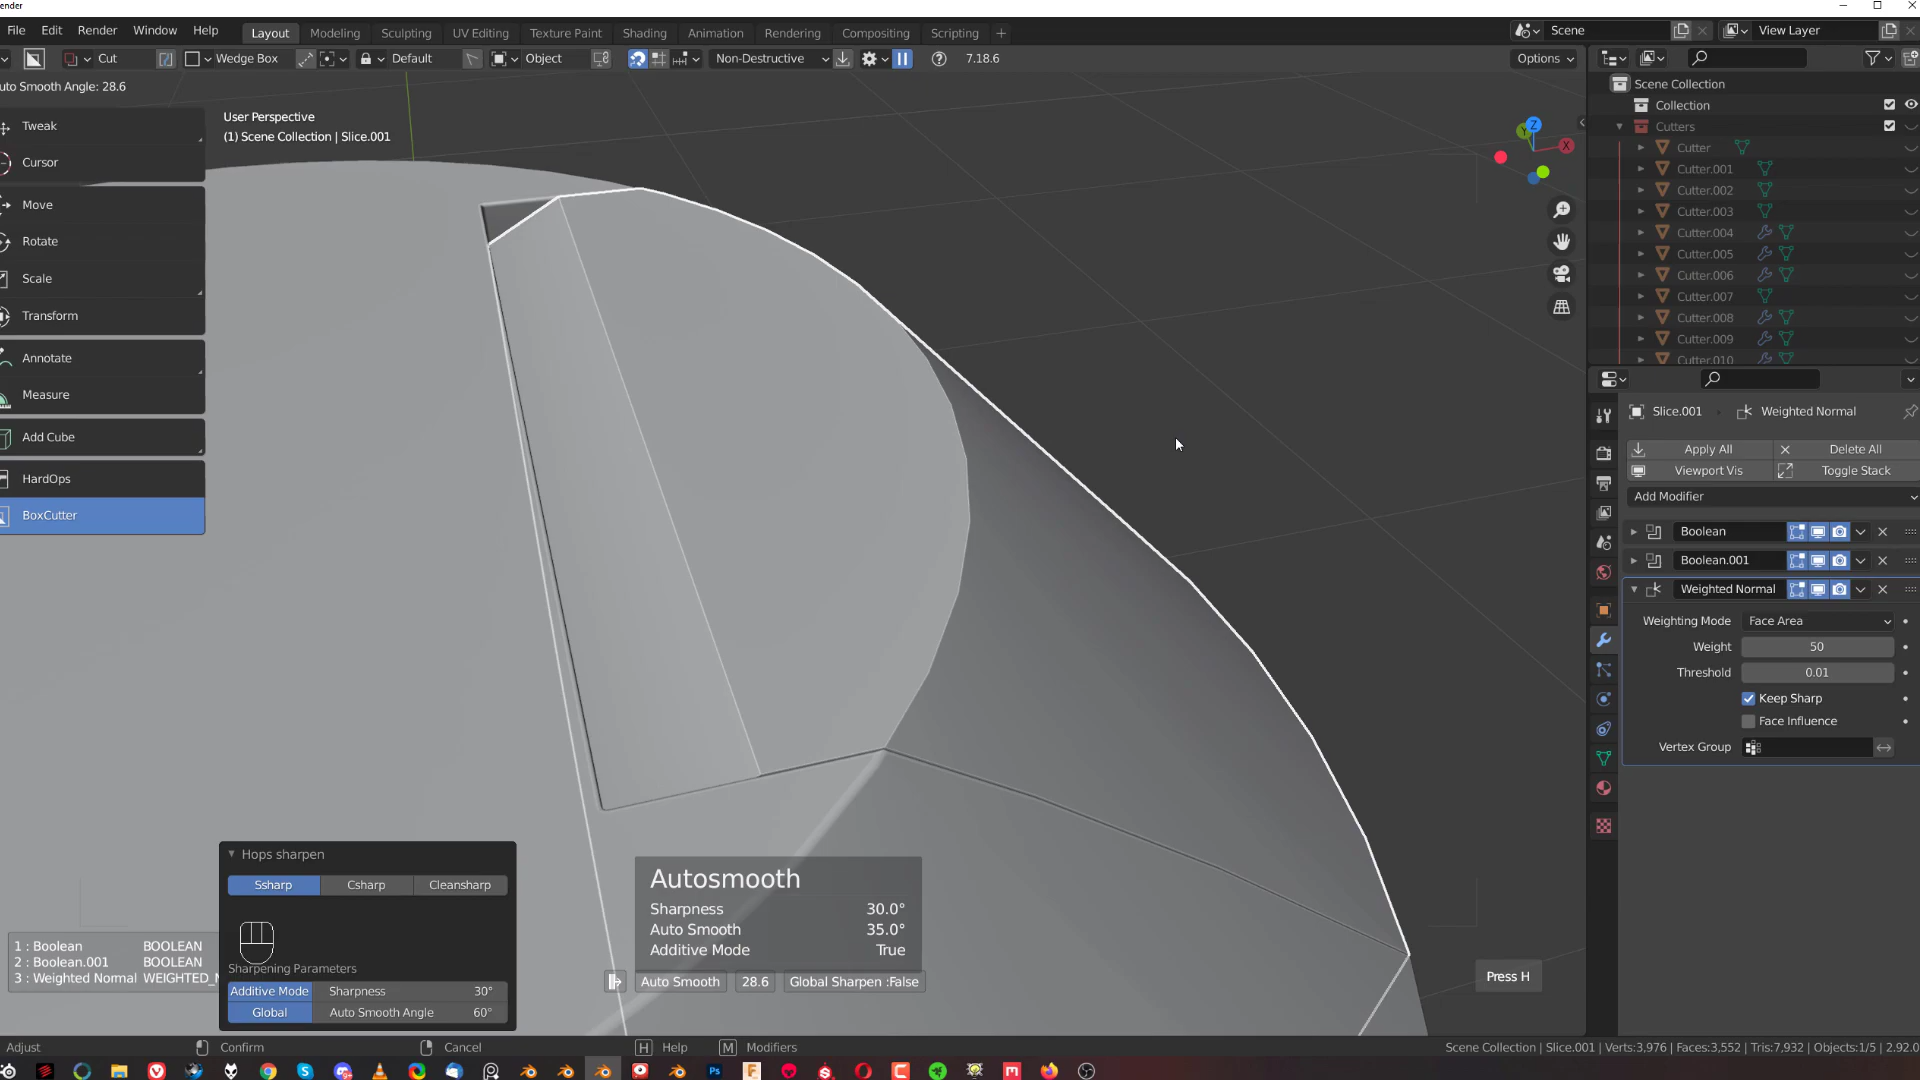 ender
File Edit Render Window Help
Layout Modeling Sculpting UV Editing Texture Paint Shading Animation Rendering Compositing Scripting +
Scene
View Layer
Cut Wedge Box Default Object Non-Destructive 7.18.6 Options
uto Smooth Angle: 28.6
User Perspective
(1) Scene Collection | Slice.001
Tweak
Cursor
Move
Rotate
Scale
Transform
Annotate
Measure
Add Cube
HardOps
BoxCutter
Z
Y
X
Scene Collection
Collection
Cutters
Cutter
Cutter.001
Cutter.002
Cutter.003
Cutter.004
Cutter.005
Cutter.006
Cutter.007
Cutter.008
Cutter.009
Cutter.010
Slice.001 Weighted Normal
Apply All Delete All
Viewport Vis Toggle Stack
Add Modifier
Boolean
Boolean.001
Weighted Normal
Weighting Mode Face Area
Weight 50
Threshold 0.01
Keep Sharp
Face Influence
Vertex Group
Hops sharpen
Ssharp Csharp Cleansharp
Sharpening Parameters
Additive Mode Sharpness 30°
Global Auto Smooth Angle 60°
1 : Boolean BOOLEAN
2 : Boolean.001 BOOLEAN
3 : Weighted Normal WEIGHTED_N
Autosmooth
Sharpness 30.0°
Auto Smooth 35.0°
Additive Mode True
Auto Smooth 28.6 Global Sharpen :False
Press H
Adjust Confirm Cancel H Help M Modifiers
Scene Collection | Slice.001 | Verts:3,976 | Faces:3,552 | Tris:7,932 | Objects:1/5 | 2.92.0